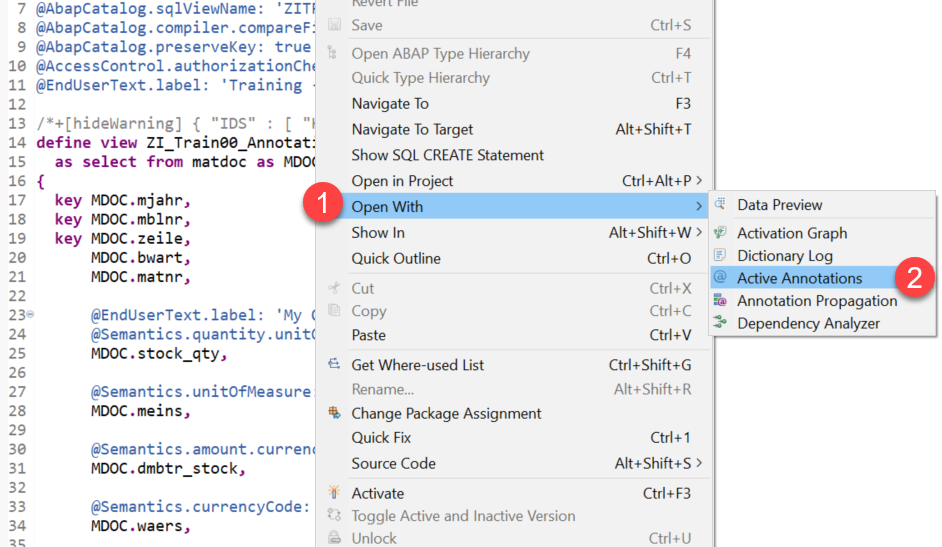 7 @AbapCatalog.sqlViewName: 'ZITR
8 @AbapCatalog.compiler.compareFi
9 @AbapCatalog.preserveKey: true
10 @AccessControl.authorizationChe
11 @EndUserText.label: 'Training
12
13 /*+[hideWarning] { "IDS" : [ "K
14 define view ZI_Train00_Annotati
15 as select from matdoc as MDOC
16 {
17 key MDOC.mjahr,
18 key MDOC.mblnr,
19 key MDOC.zeile,
20 MDOC.bwart,
21 MDOC.matnr,
22
23 @EndUserText.label: 'My
24 @Semantics.quantity.unitO
25 MDOC.stock_qty,
26
27 @Semantics.unitOfMeasure:
28 MDOC.meins,
29
30 @Semantics.amount.currenc
31 MDOC.dmbtr_stock,
32
33 @Semantics.currencyCode:
34 MDOC.waers,
35
Revert File
Save Ctrl+S
Open ABAP Type Hierarchy F4
Quick Type Hierarchy Ctrl+T
Navigate To F3
Navigate To Target Alt+Shift+T
Show SQL CREATE Statement
Open in Project Ctrl+Alt+P >
1 Open With >
Show In Alt+Shift+W >
Quick Outline Ctrl+O
Cut Ctrl+X
Copy Ctrl+C
Paste Ctrl+V
Get Where-used List Ctrl+Shift+G
Rename... Alt+Shift+R
Change Package Assignment
Quick Fix Ctrl+1
Source Code Alt+Shift+S >
Activate Ctrl+F3
Toggle Active and Inactive Version
Unlock Ctrl+U
Data Preview
Activation Graph
Dictionary Log
Active Annotations 2
Annotation Propagation
Dependency Analyzer